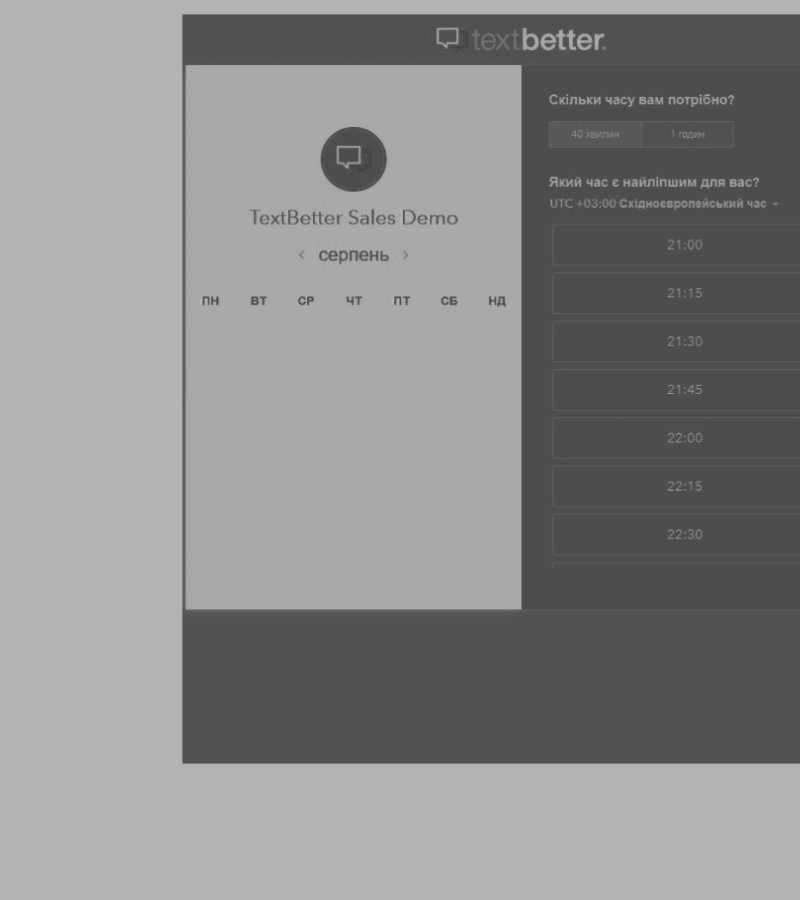 textbetter.
TextBetter Sales Demo
< серпень >
ПН ВТ СР ЧТ ПТ СБ НД
Скільки часу вам потрібно?
40 хвилин 1 годин
Який час є найліпшим для вас?
UTC +03:00 Східноєвропейський час
21:00
21:15
21:30
21:45
22:00
22:15
22:30